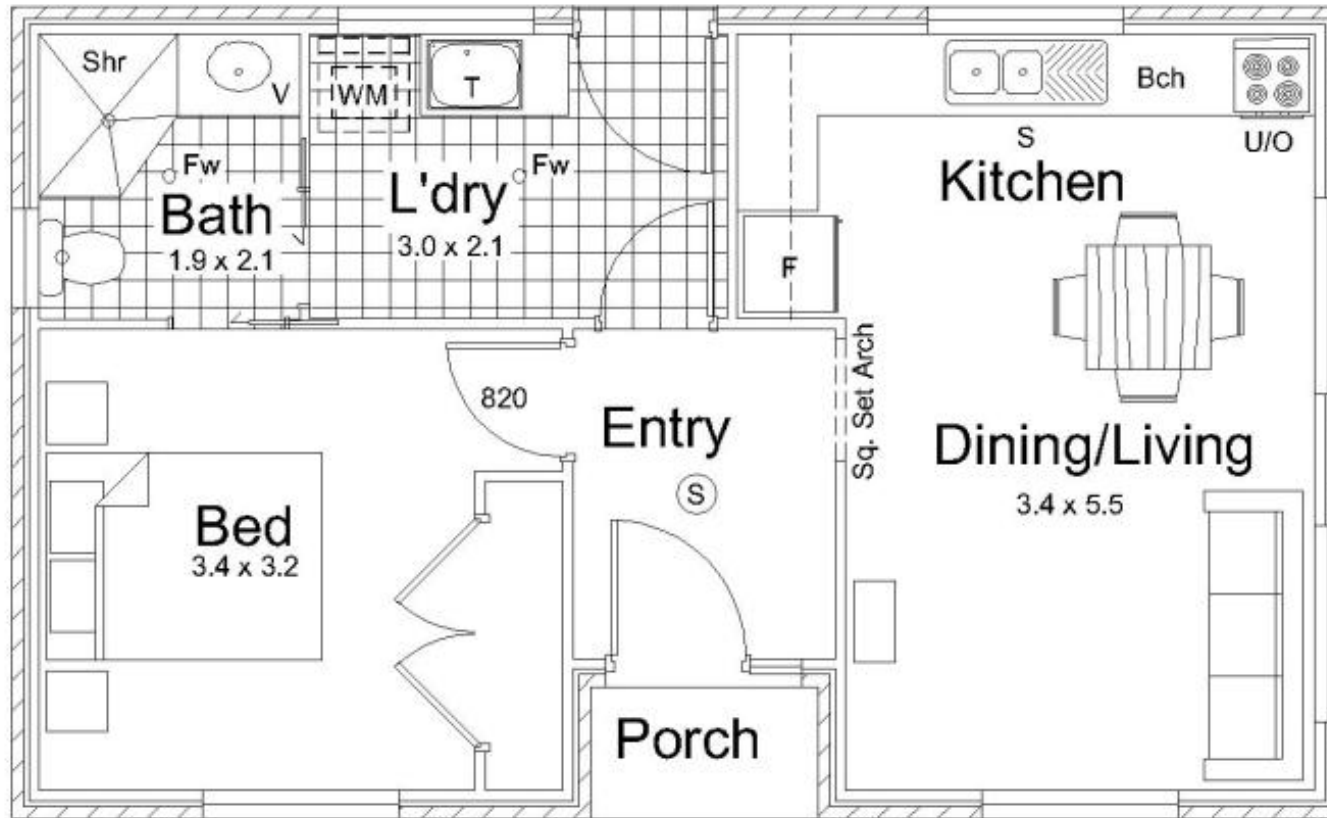 Shr
V
WM
T
Bch
S
U/O
Fw
Fw
Bath
1.9 x 2.1
L'dry
3.0 x 2.1
Kitchen
F
820
Entry
S
Sq. Set Arch
Dining/Living
3.4 x 5.5
Bed
3.4 x 3.2
Porch